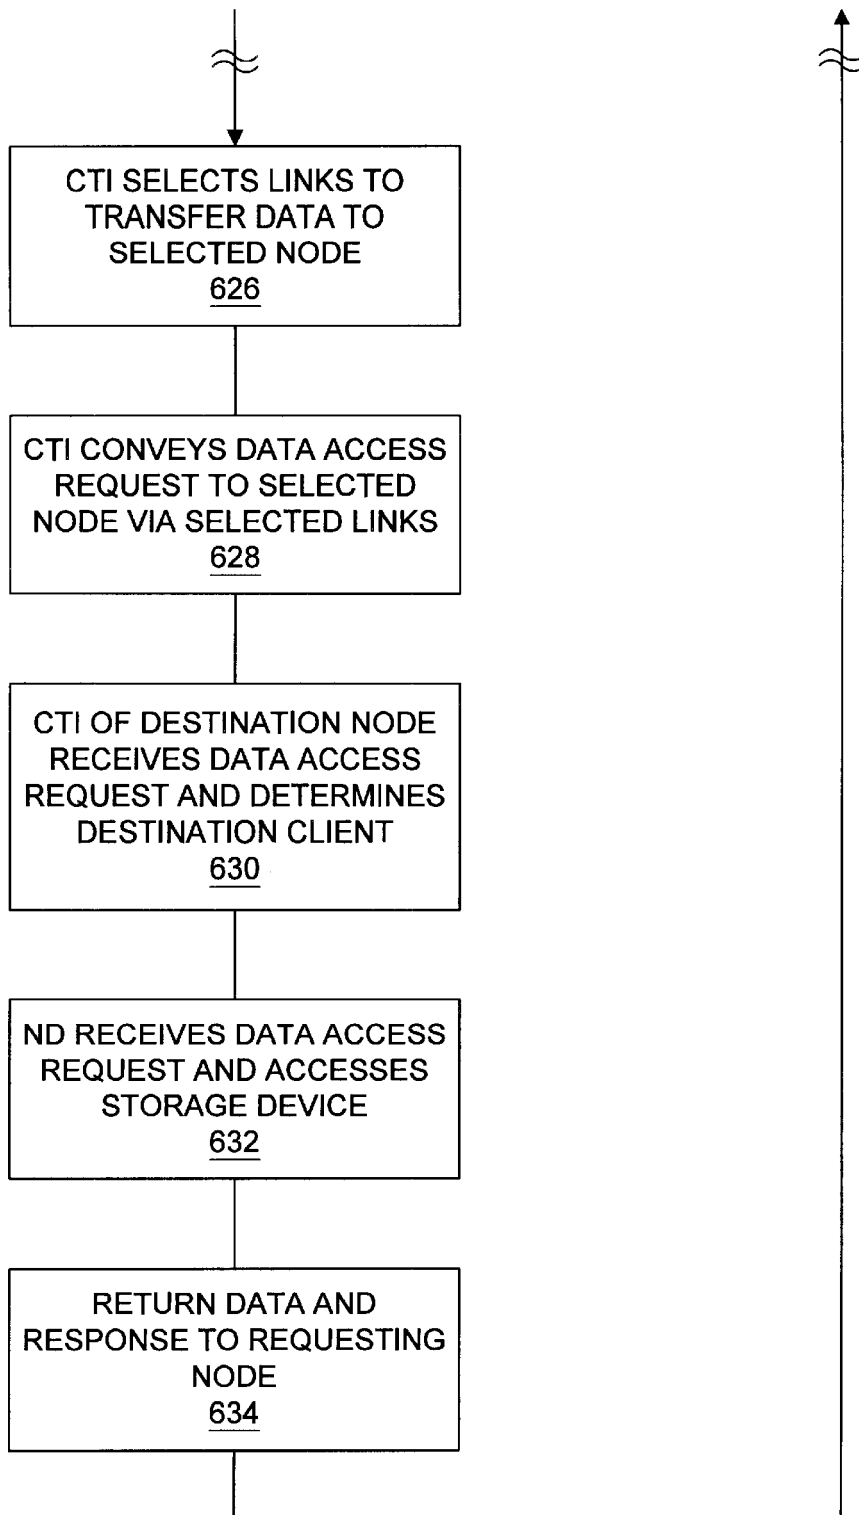 CTI SELECTS LINKS TO
TRANSFER DATA TO
SELECTED NODE
626
CTI CONVEYS DATA ACCESS
REQUEST TO SELECTED
NODE VIA SELECTED LINKS
628
CTI OF DESTINATION NODE
RECEIVES DATA ACCESS
REQUEST AND DETERMINES
DESTINATION CLIENT
630
ND RECEIVES DATA ACCESS
REQUEST AND ACCESSES
STORAGE DEVICE
632
RETURN DATA AND
RESPONSE TO REQUESTING
NODE
634